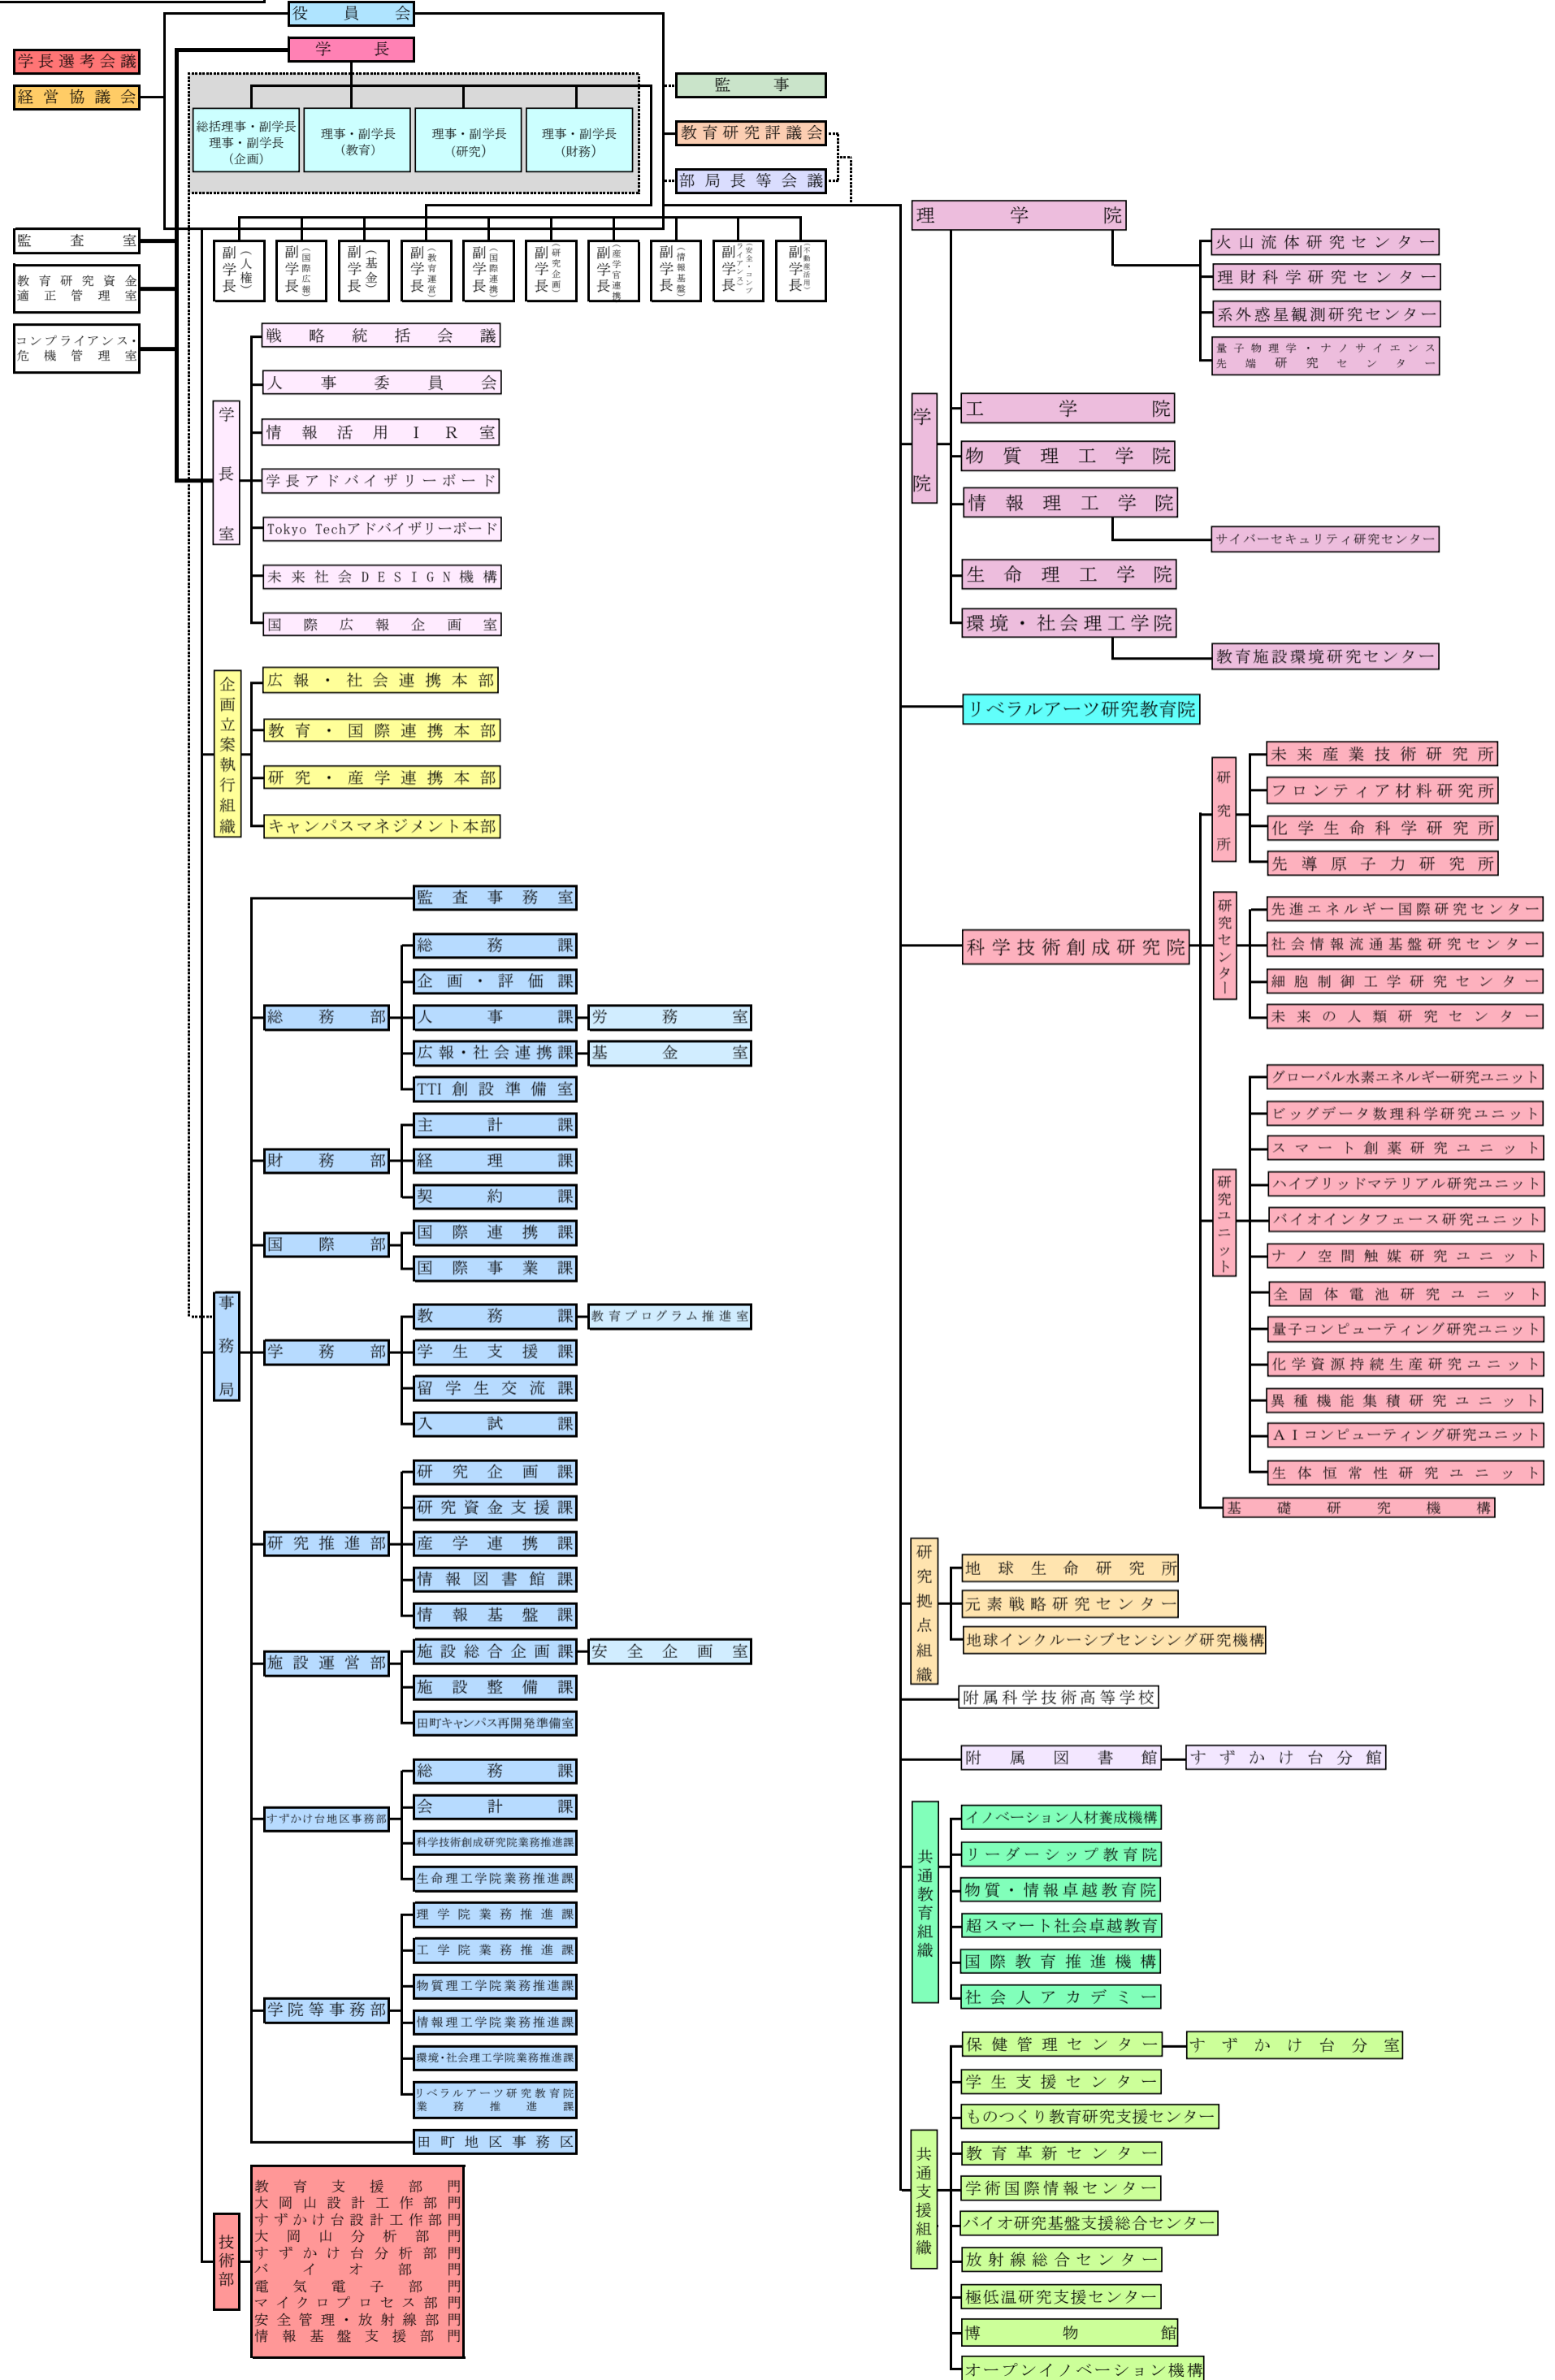 役員会
学長
学長選考会議
経営協議会
監事
教育研究評議会
部局長等会議
総括理事・副学長
理事・副学長
(企画)
理事・副学長
(教育)
理事・副学長
(研究)
理事・副学長
(財務)
監査室
教育研究資金
適正管理室
コンプライアンス・
危機管理室
副学長
(人権)
副学長
(国際広報)
副学長
(基金)
副学長
(教育運営)
副学長
(国際連携)
副学長
(研究企画)
副学長
(産学官連携
副学長
(情報基盤)
副学長
(安全・コンプ
ライアンス)
副学長
(不動産活用)
学長室
戦略統括会議
人事委員会
情報活用IR室
学長アドバイザリーボード
Tokyo Techアドバイザリーボード
未来社会DESIGN機構
国際広報企画室
企画立案執行組織
広報・社会連携本部
教育・国際連携本部
研究・産学連携本部
キャンパスマネジメント本部
事務局
監査事務室
総務部
総務課
企画・評価課
人事課
労務室
広報・社会連携課
基金室
TTI創設準備室
財務部
主計課
経理課
契約課
国際部
国際連携課
国際事業課
学務部
教務課
教育プログラム推進室
学生支援課
留学生交流課
入試課
研究推進部
研究企画課
研究資金支援課
産学連携課
情報図書館課
情報基盤課
施設運営部
施設総合企画課
安全企画室
施設整備課
田町キャンパス再開発準備室
すずかけ台地区事務部
総務課
会計課
科学技術創成研究院業務推進課
生命理工学院業務推進課
学院等事務部
理学院業務推進課
工学院業務推進課
物質理工学院業務推進課
情報理工学院業務推進課
環境・社会理工学院業務推進課
リベラルアーツ研究教育院
業務推進課
田町地区事務区
技術部
教育支援部門
大岡山設計工作部門
すずかけ台設計工作部門
大岡山分析部門
すずかけ台分析部門
バイオ部門
電気電子部門
マイクロプロセス部門
安全管理・放射線部門
情報基盤支援部門
学院
理学院
火山流体研究センター
理財科学研究センター
系外惑星観測研究センター
量子物理学・ナノサイエンス
先端研究センター
工学院
物質理工学院
情報理工学院
サイバーセキュリティ研究センター
生命理工学院
環境・社会理工学院
教育施設環境研究センター
リベラルアーツ研究教育院
科学技術創成研究院
研究所
未来産業技術研究所
フロンティア材料研究所
化学生命科学研究所
先導原子力研究所
研究センター
先進エネルギー国際研究センター
社会情報流通基盤研究センター
細胞制御工学研究センター
未来の人類研究センター
研究ユニット
グローバル水素エネルギー研究ユニット
ビッグデータ数理科学研究ユニット
スマート創薬研究ユニット
ハイブリッドマテリアル研究ユニット
バイオインタフェース研究ユニット
ナノ空間触媒研究ユニット
全固体電池研究ユニット
量子コンピューティング研究ユニット
化学資源持続生産研究ユニット
異種機能集積研究ユニット
AIコンピューティング研究ユニット
生体恒常性研究ユニット
基礎研究機構
研究拠点組織
地球生命研究所
元素戦略研究センター
地球インクルーシブセンシング研究機構
附属科学技術高等学校
附属図書館
すずかけ台分館
共通教育組織
イノベーション人材養成機構
リーダーシップ教育院
物質・情報卓越教育院
超スマート社会卓越教育
国際教育推進機構
社会人アカデミー
共通支援組織
保健管理センター
すずかけ台分室
学生支援センター
ものつくり教育研究支援センター
教育革新センター
学術国際情報センター
バイオ研究基盤支援総合センター
放射線総合センター
極低温研究支援センター
博物館
オープンイノベーション機構